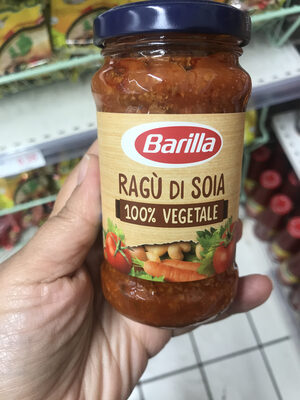 Barilla
RAGÙ DI SOIA
100% VEGETALE